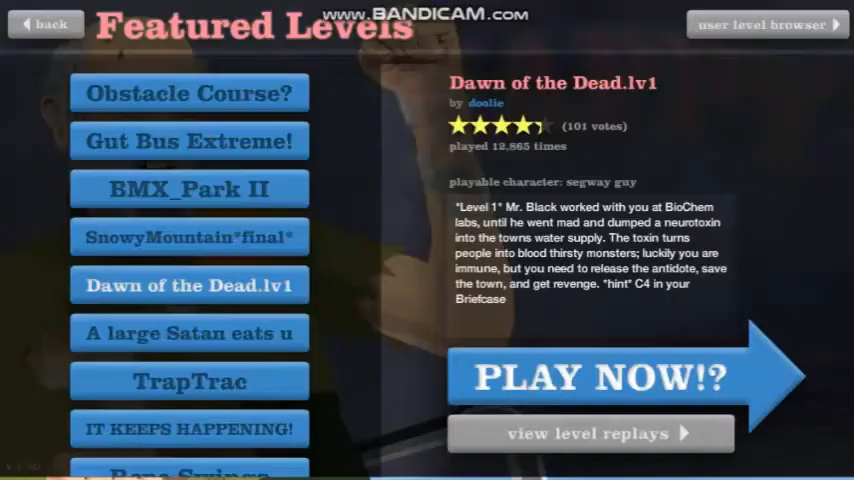 www.BANDICAM.com
back
Featured Levels
user level browser
Obstacle Course?
Gut Bus Extreme!
BMX_Park II
SnowyMountain*final*
Dawn of the Dead.lv1
A large Satan eats u
TrapTrac
IT KEEPS HAPPENING!
Dawn of the Dead.lv1
by doolie
(101 votes)
played 12,865 times
playable character: segway guy
*Level 1* Mr. Black worked with you at BioChem
labs, until he went mad and dumped a neurotoxin
into the towns water supply. The toxin turns
people into blood thirsty monsters; luckily you are
immune, but you need to release the antidote, save
the town, and get revenge. *hint* C4 in your
Briefcase
PLAY NOW!?
view level replays